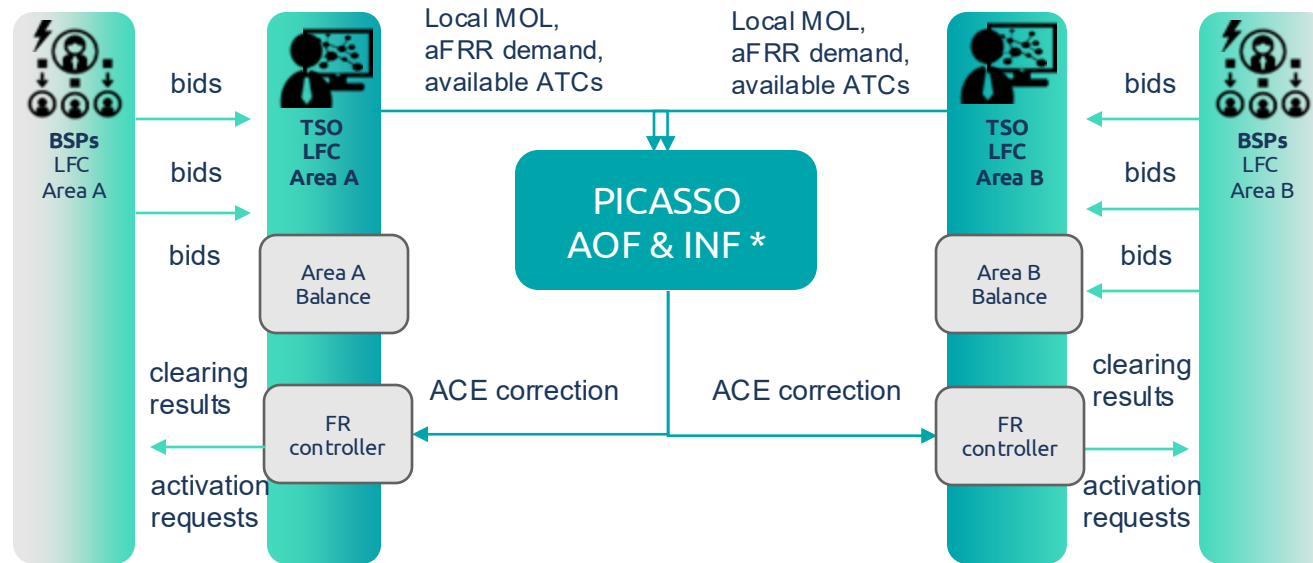 Local MOL,
aFRR demand,
available ATCs
Local MOL,
aFRR demand,
available ATCs
BSPs
LFC
Area A
bids
bids
bids
TSO
LFC
Area A
PICASSO
AOF & INF *
TSO
LFC
Area B
bids
bids
bids
BSPs
LFC
Area B
Area A
Balance
Area B
Balance
clearing
results
activation
requests
FR
controller
ACE correction
ACE correction
FR
controller
clearing
results
activation
requests